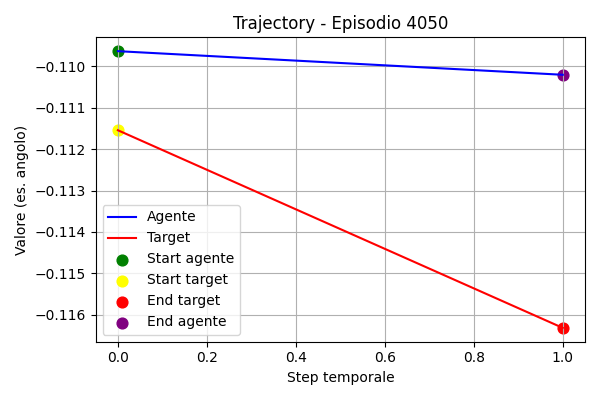 Trajectory - Episodio 4050
Valore (es. angolo)
−0.110
−0.111
−0.112
−0.113
−0.114
−0.115
−0.116
Agente
Target
Start agente
Start target
End target
End agente
0.0 0.2 0.4 0.6 0.8 1.0
Step temporale